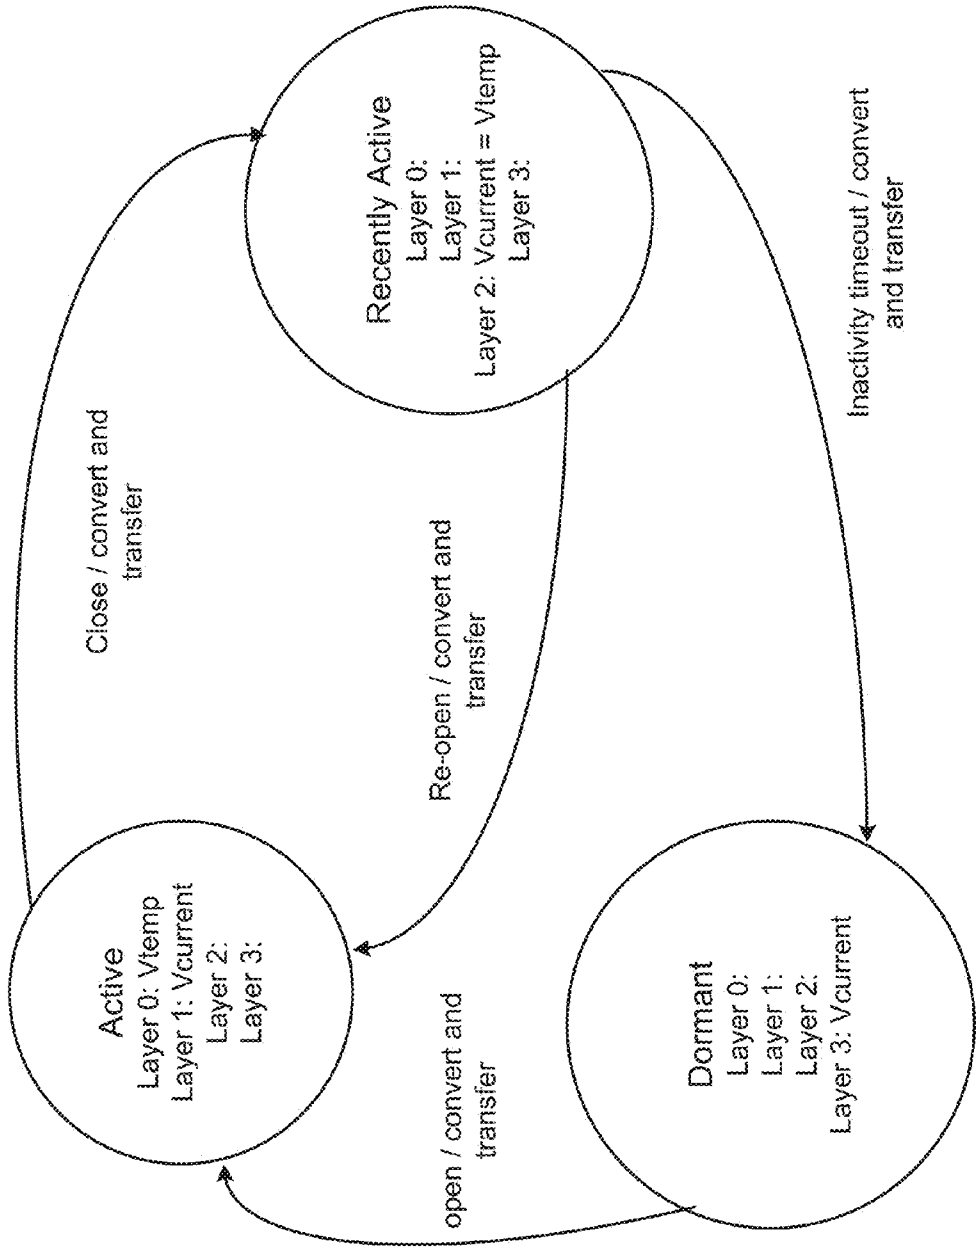 Active
Layer 0: Vtemp
Layer 1: Vcurrent
Layer 2:
Layer 3:
Close / convert and
transfer
Recently Active
Layer 0:
Layer 1:
Layer 2: Vcurrent = Vtemp
Layer 3:
Re-open / convert and
transfer
open / convert and
transfer
Dormant
Layer 0:
Layer 1:
Layer 2:
Layer 3: Vcurrent
Inactivity timeout / convert
and transfer